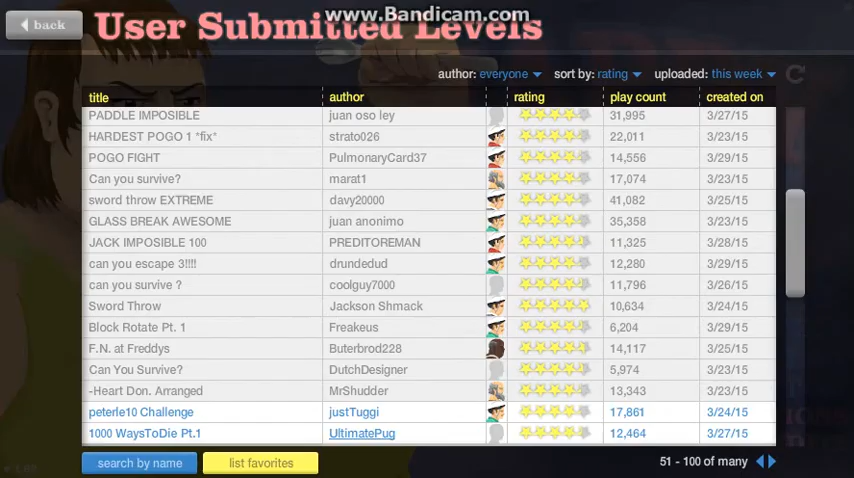 www.Bandicam.com
back
User Submitted Levels
author: everyone sort by: rating uploaded: this week
title author rating play count created on
PADDLE IMPOSIBLE juan oso ley 31,995 3/27/15
HARDEST POGO 1 *fix* strato026 22,011 3/23/15
POGO FIGHT PulmonaryCard37 14,556 3/29/15
Can you survive? marat1 17,074 3/23/15
sword throw EXTREME davy20000 41,082 3/25/15
GLASS BREAK AWESOME juan anonimo 35,358 3/23/15
JACK IMPOSIBLE 100 PREDITOREMAN 11,325 3/28/15
can you escape 3!!!! drundedud 12,280 3/29/15
can you survive ? coolguy7000 11,796 3/26/15
Sword Throw Jackson Shmack 10,634 3/24/15
Block Rotate Pt. 1 Freakeus 6,204 3/29/15
F.N. at Freddys Buterbrod228 14,117 3/25/15
Can You Survive? DutchDesigner 5,974 3/23/15
-Heart Don. Arranged MrShudder 13,343 3/23/15
peterle10 Challenge justTuggi 17,861 3/24/15
1000 WaysToDie Pt.1 UltimatePug 12,464 3/27/15
search by name list favorites 51 - 100 of many